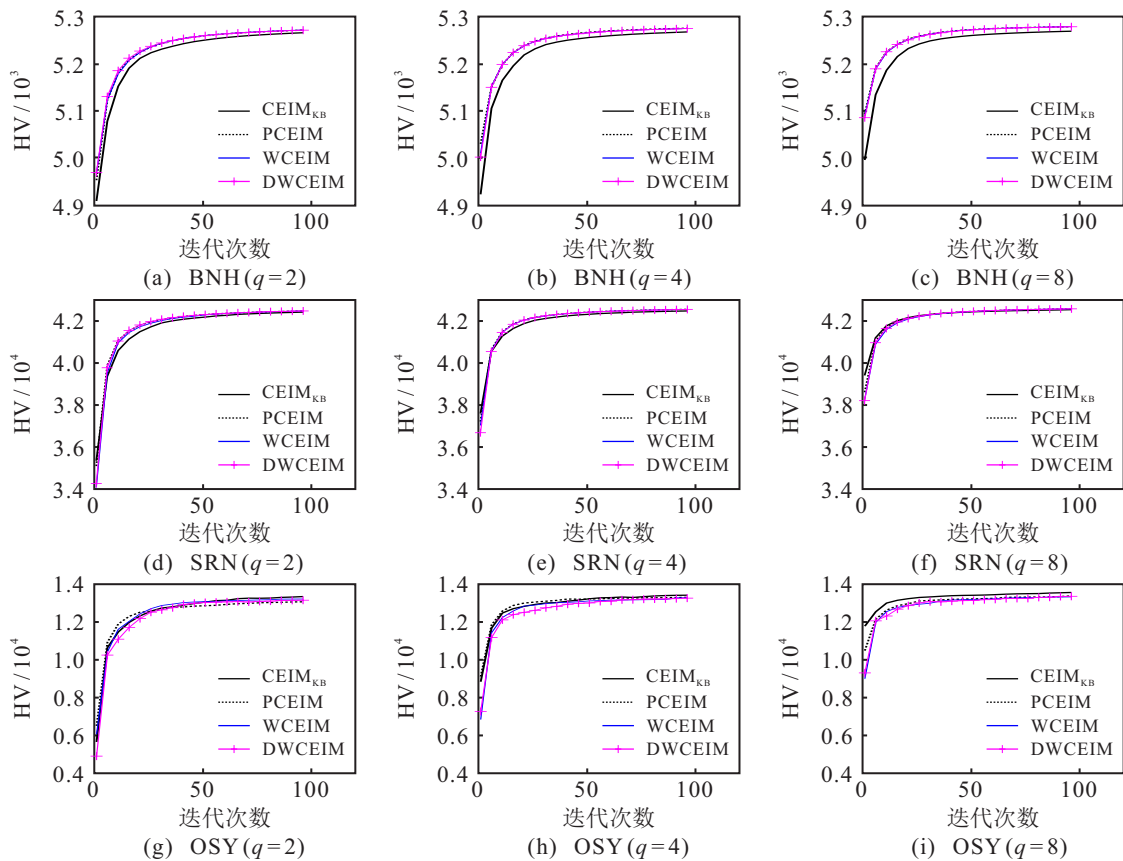 HV/10³
5.3
5.2
5.1
5.0
4.9
CEIM_KB
PCEIM
WCEIM
DWCEIM
0
50
100
迭代次数
(a) BNH(q=2)
HV/10³
5.3
5.2
5.1
5.0
4.9
CEIM_KB
PCEIM
WCEIM
DWCEIM
0
50
100
迭代次数
(b) BNH(q=4)
HV/10³
5.3
5.2
5.1
5.0
4.9
CEIM_KB
PCEIM
WCEIM
DWCEIM
0
50
100
迭代次数
(c) BNH(q=8)
HV/10⁴
4.2
4.0
3.8
3.6
3.4
CEIM_KB
PCEIM
WCEIM
DWCEIM
0
50
100
迭代次数
(d) SRN(q=2)
HV/10⁴
4.2
4.0
3.8
3.6
3.4
CEIM_KB
PCEIM
WCEIM
DWCEIM
0
50
100
迭代次数
(e) SRN(q=4)
HV/10⁴
4.2
4.0
3.8
3.6
3.4
CEIM_KB
PCEIM
WCEIM
DWCEIM
0
50
100
迭代次数
(f) SRN(q=8)
HV/10⁴
1.4
1.2
1.0
0.8
0.6
0.4
CEIM_KB
PCEIM
WCEIM
DWCEIM
0
50
100
迭代次数
(g) OSY(q=2)
HV/10⁴
1.4
1.2
1.0
0.8
0.6
0.4
CEIM_KB
PCEIM
WCEIM
DWCEIM
0
50
100
迭代次数
(h) OSY(q=4)
HV/10⁴
1.4
1.2
1.0
0.8
0.6
0.4
CEIM_KB
PCEIM
WCEIM
DWCEIM
0
50
100
迭代次数
(i) OSY(q=8)